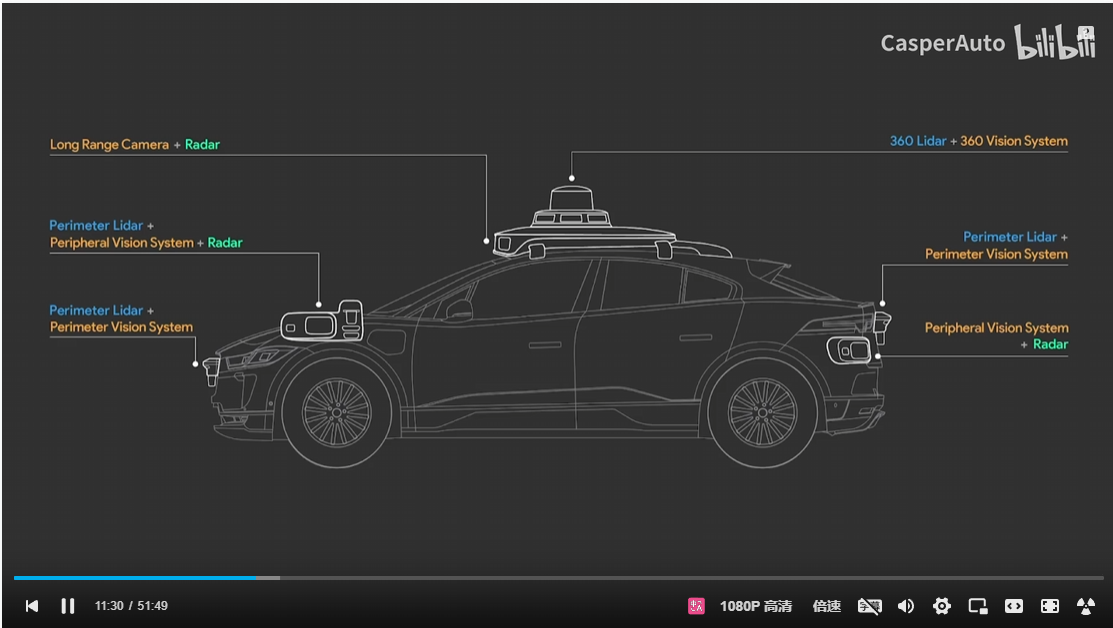 CasperAuto bilibili
Long Range Camera + Radar
360 Lidar + 360 Vision System
Perimeter Lidar +
Peripheral Vision System + Radar
Perimeter Lidar +
Perimeter Vision System
Perimeter Lidar +
Perimeter Vision System
Peripheral Vision System
+ Radar
11:30 / 51:49
1080P 高清
倍速